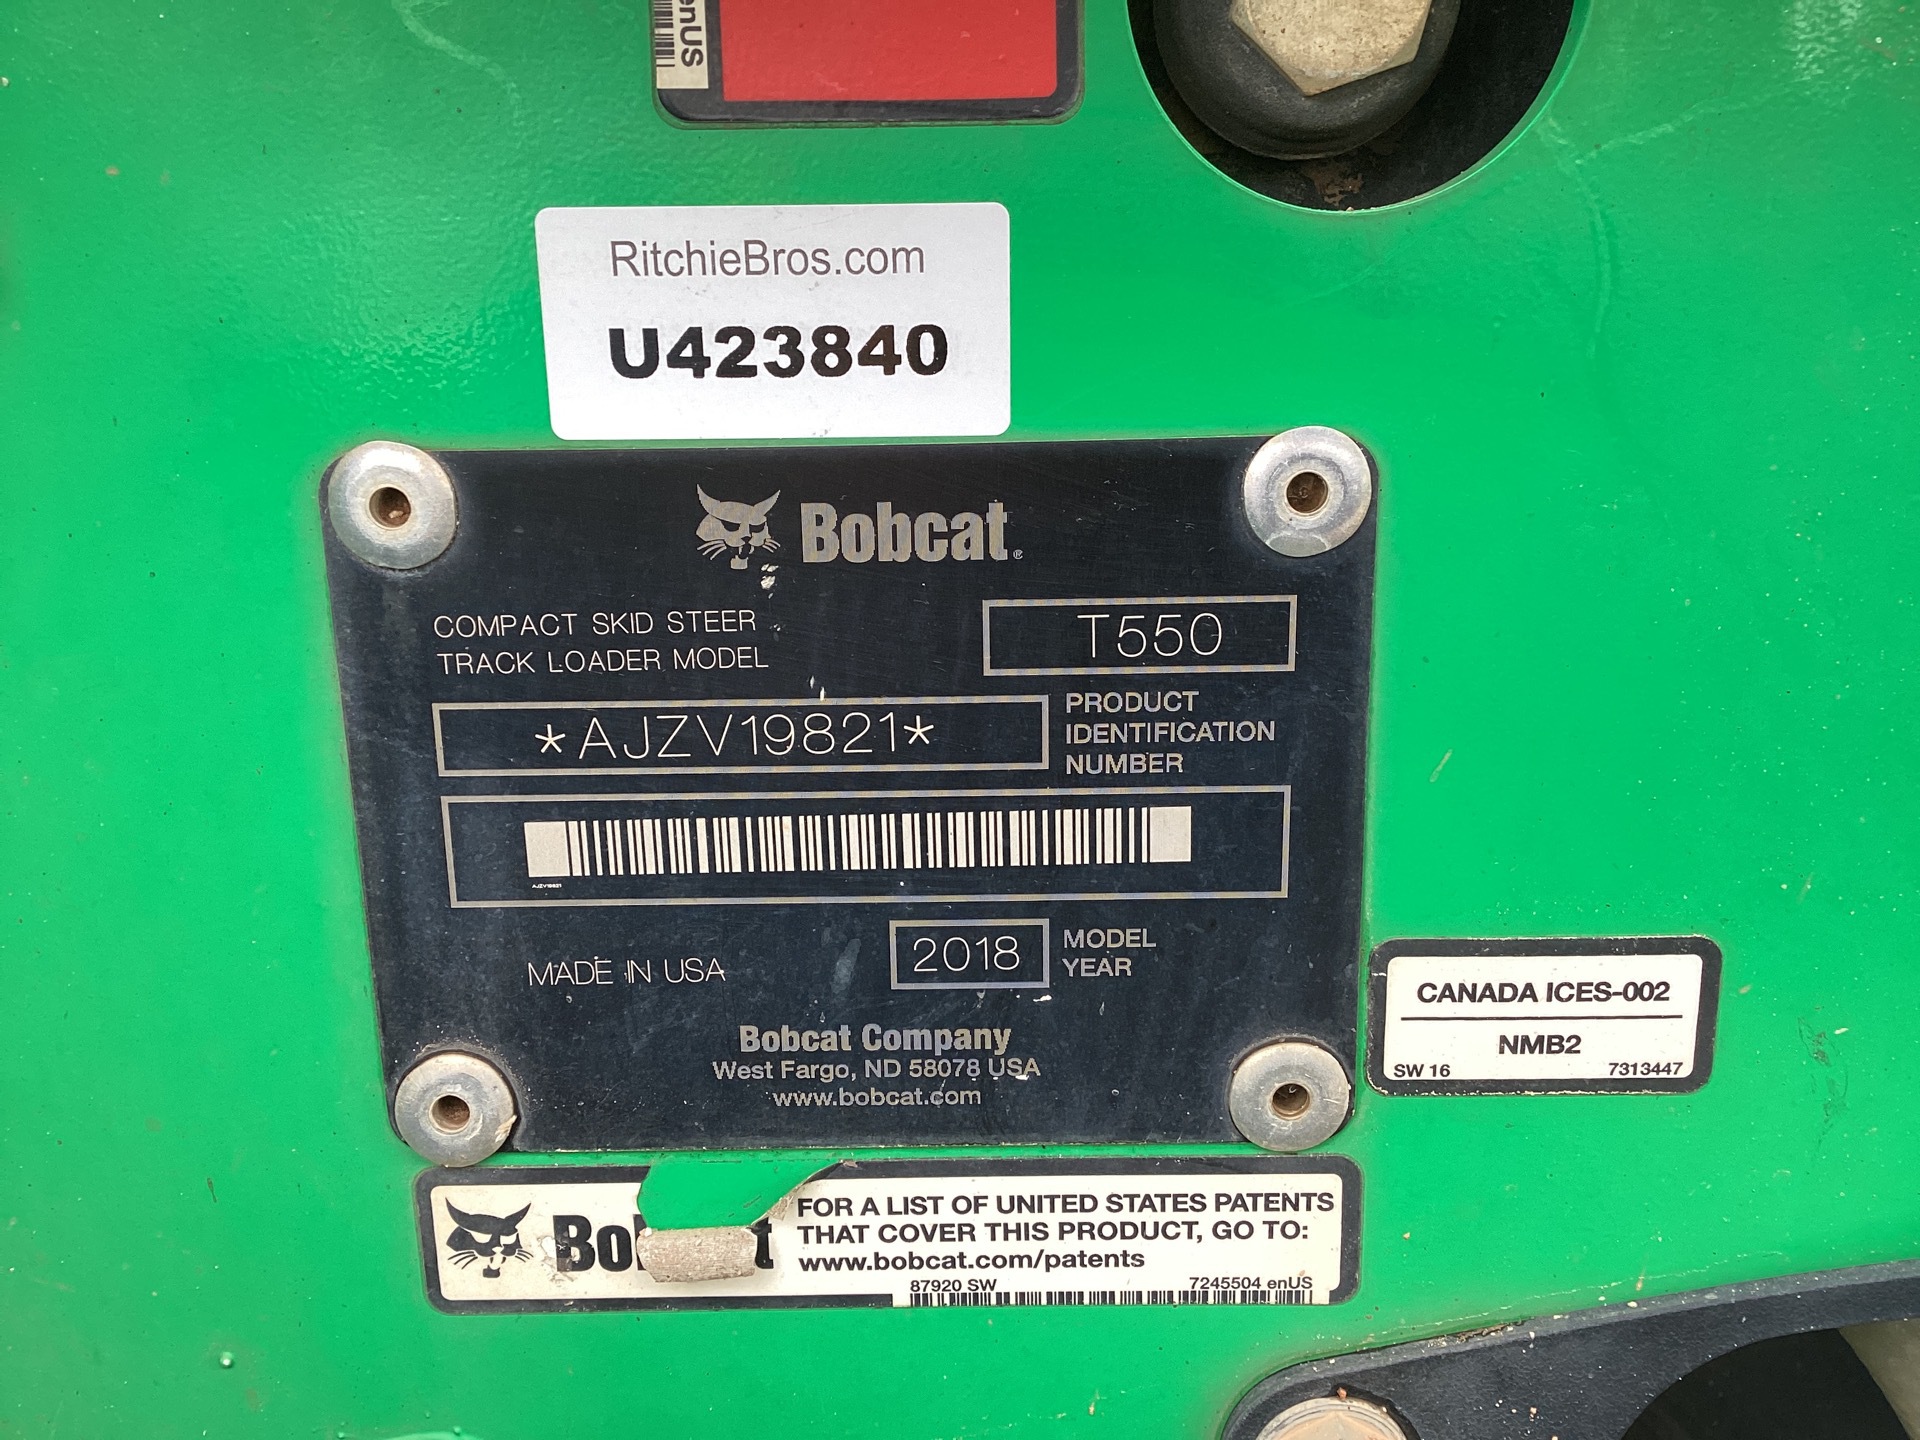 enUS
RitchieBros.com
U423840
Bobcat®
COMPACT SKID STEER
TRACK LOADER MODEL
T550
*AJZV19821*
PRODUCT
IDENTIFICATION
NUMBER
AJZV19821
MADE IN USA
2018
MODEL
YEAR
Bobcat Company
West Fargo, ND 58078 USA
www.bobcat.com
CANADA ICES-002
NMB2
SW 16 7313447
FOR A LIST OF UNITED STATES PATENTS
THAT COVER THIS PRODUCT, GO TO:
www.bobcat.com/patents
87920 SW 7245504 enUS